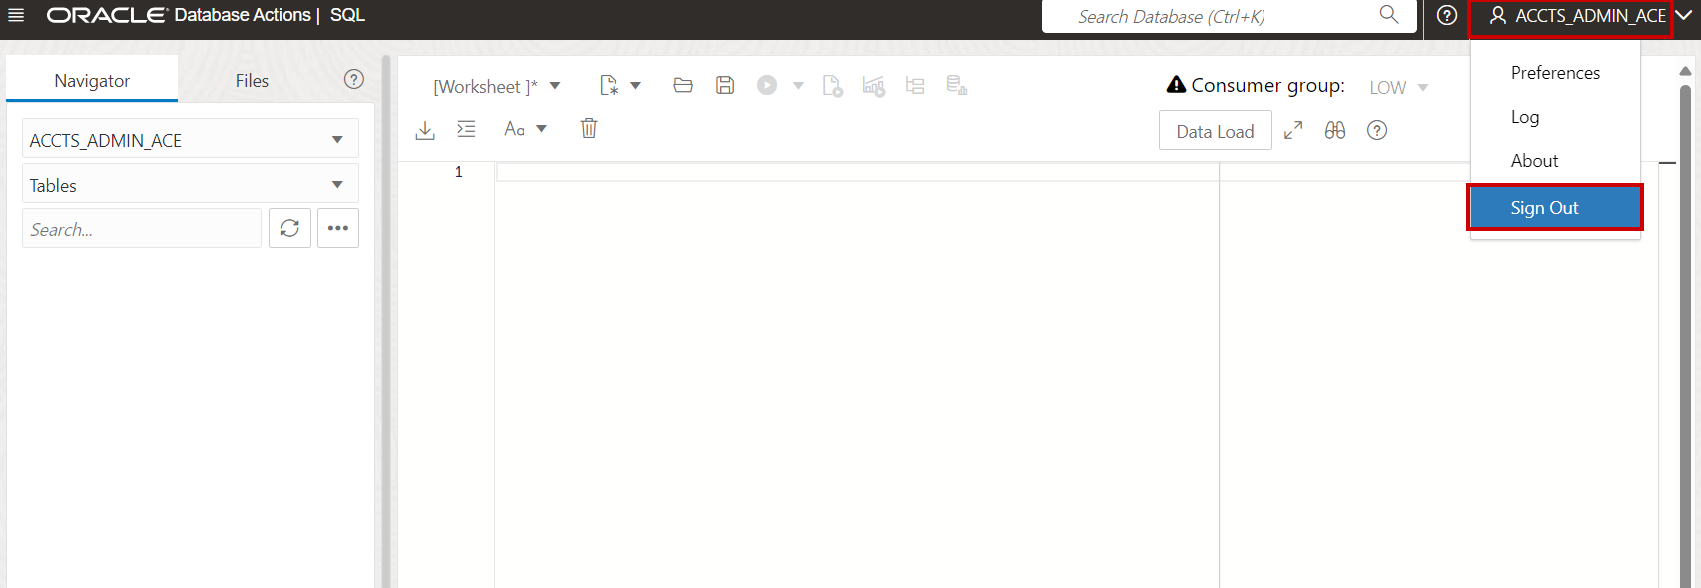 ORACLE Database Actions | SQL
Search Database (Ctrl+K)
ACCTS_ADMIN_ACE
Navigator
Files
[Worksheet ]*
Aa
Consumer group:
LOW
Data Load
Preferences
Log
About
Sign Out
ACCTS_ADMIN_ACE
Tables
Search...
1